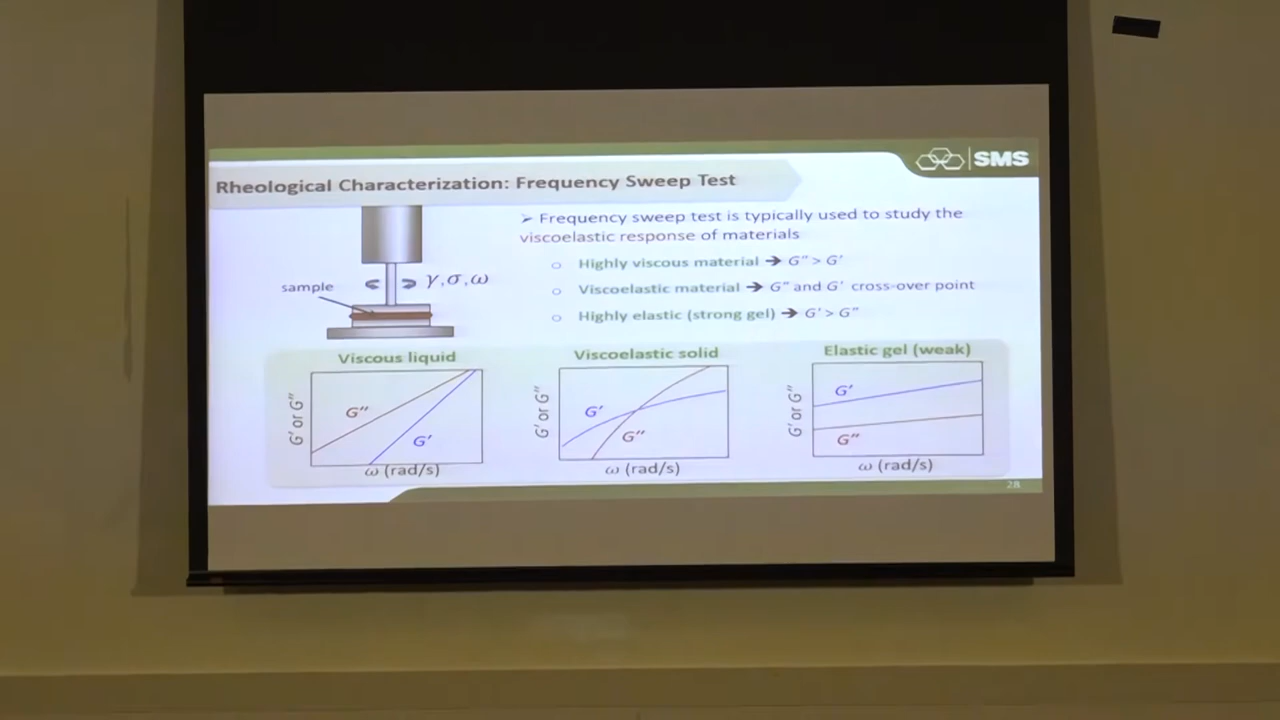 SMS
Rheological Characterization: Frequency Sweep Test
➢ Frequency sweep test is typically used to study the
viscoelastic response of materials
○ Highly viscous material ➔ G″ > G′
○ Viscoelastic material ➔ G″ and G′ cross-over point
○ Highly elastic (strong gel) ➔ G′ > G″
sample
γ,σ,ω
Viscous liquid
G′ or G″
G″
G′
ω (rad/s)
Viscoelastic solid
G′ or G″
G′
G″
ω (rad/s)
Elastic gel (weak)
G′ or G″
G′
G″
ω (rad/s)
28